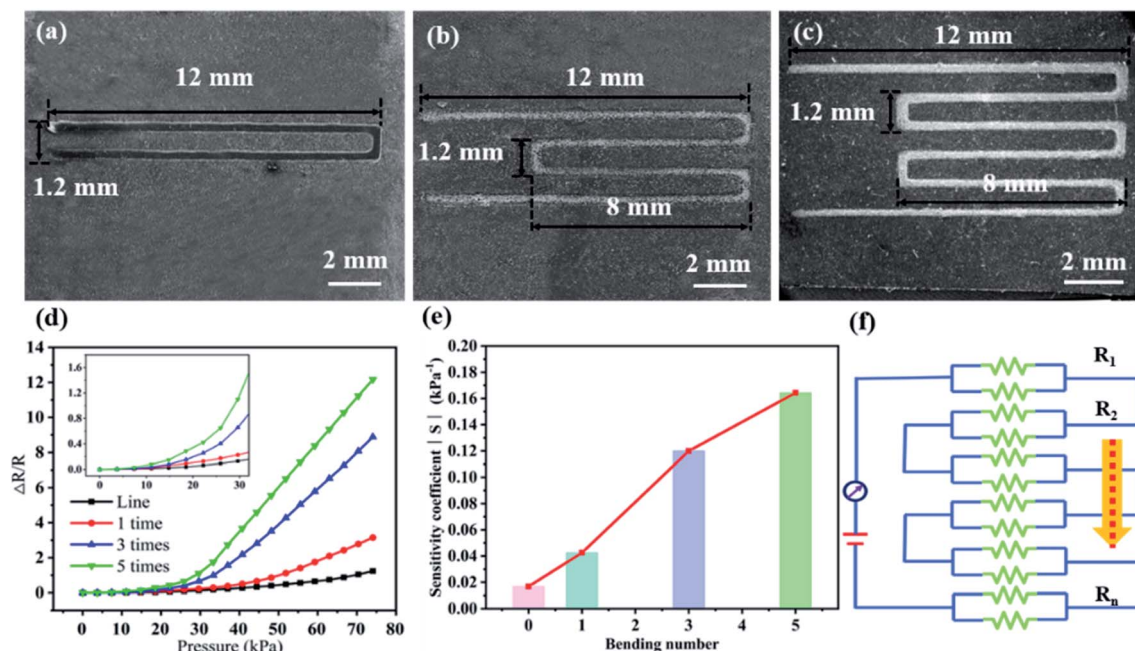 (a)
12 mm
1.2 mm
2 mm
(b)
12 mm
1.2 mm
8 mm
2 mm
(c)
12 mm
1.2 mm
8 mm
2 mm
(d)
14
12
10
8
6
4
2
0
△R/R
1.6
1.2
0.8
0.4
0.0
0 10 20 30
Line
1 time
3 times
5 times
0 10 20 30 40 50 60 70 80
Pressure (kPa)
(e)
0.20
0.18
0.16
0.14
0.12
0.10
0.08
0.06
0.04
0.02
0.00
Sensitivity coefficient | S | (kPa⁻¹)
0 1 2 3 4 5
Bending number
(f)
R₁
R₂
Rₙ